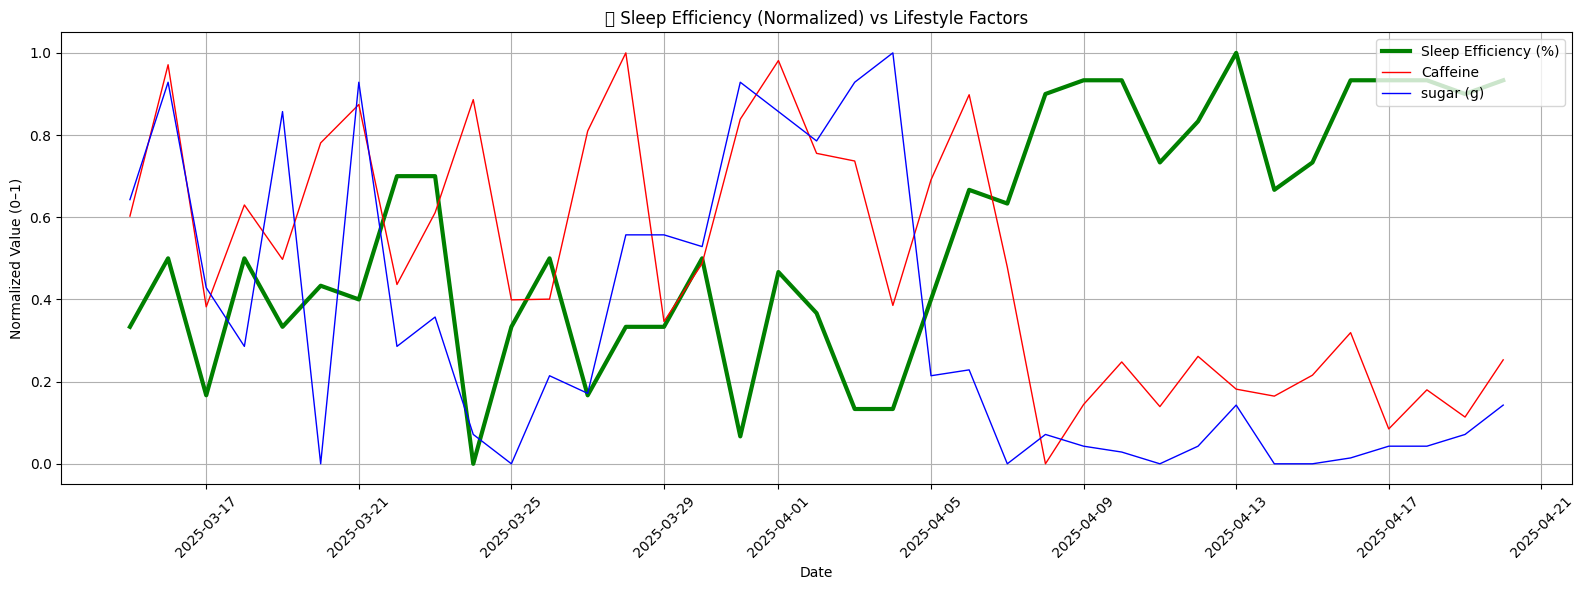 ▯ Sleep Efficiency (Normalized) vs Lifestyle Factors
Sleep Efficiency (%)
Caffeine
sugar (g)
Normalized Value (0–1)
1.0
0.8
0.6
0.4
0.2
0.0
2025-03-17
2025-03-21
2025-03-25
2025-03-29
2025-04-01
2025-04-05
2025-04-09
2025-04-13
2025-04-17
2025-04-21
Date